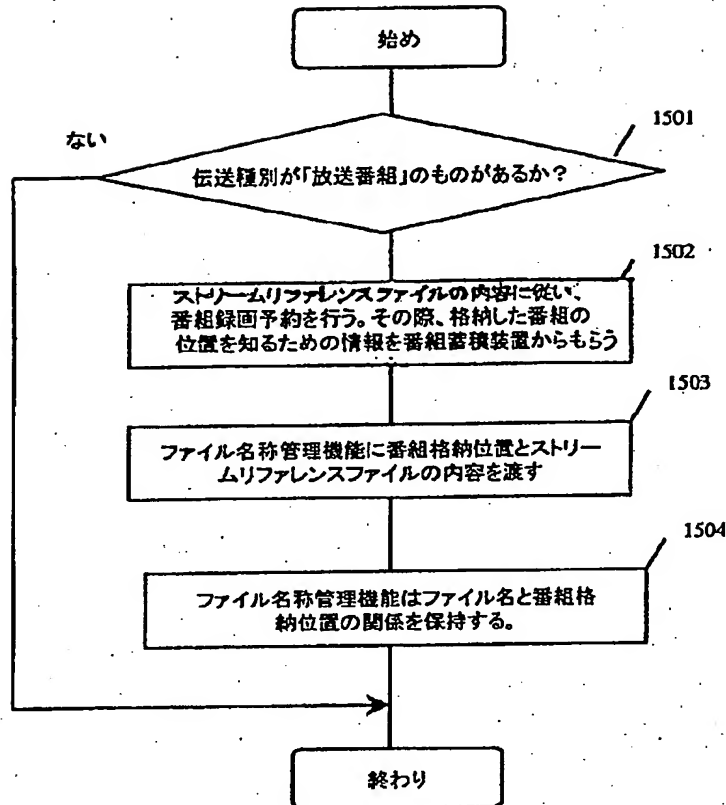 始め
ない
1501
伝送種別が「放送番組」のものがあるか？
1502
ストリームリファレンスファイルの内容に従い、
番組録画予約を行う。その際、格納した番組の
位置を知るための情報を番組蓄積装置からもらう
1503
ファイル名称管理機能に番組格納位置とストリー
ムリファレンスファイルの内容を渡す
1504
ファイル名称管理機能はファイル名と番組格
納位置の関係を保持する。
終わり